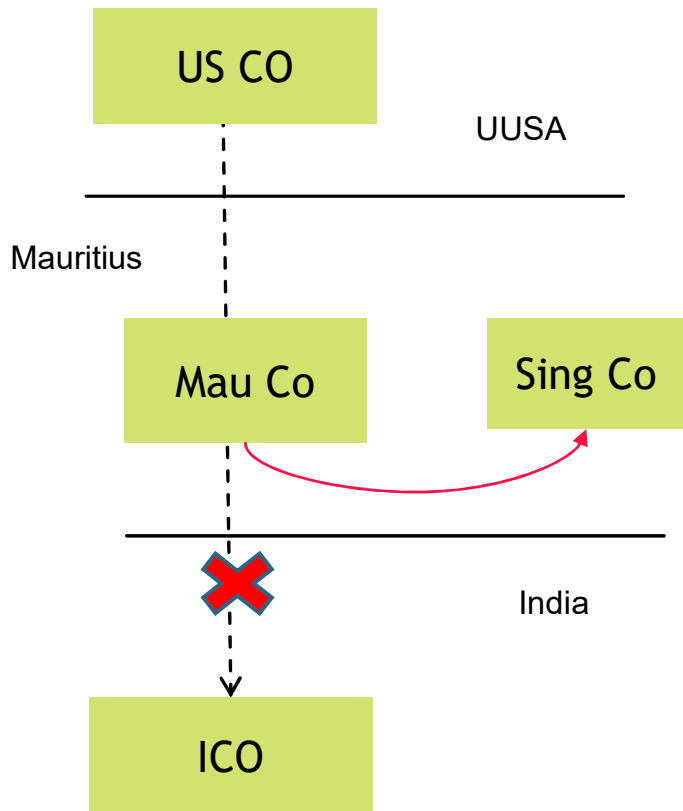 US CO
UUSA
Mauritius
Mau Co
Sing Co
India
ICO